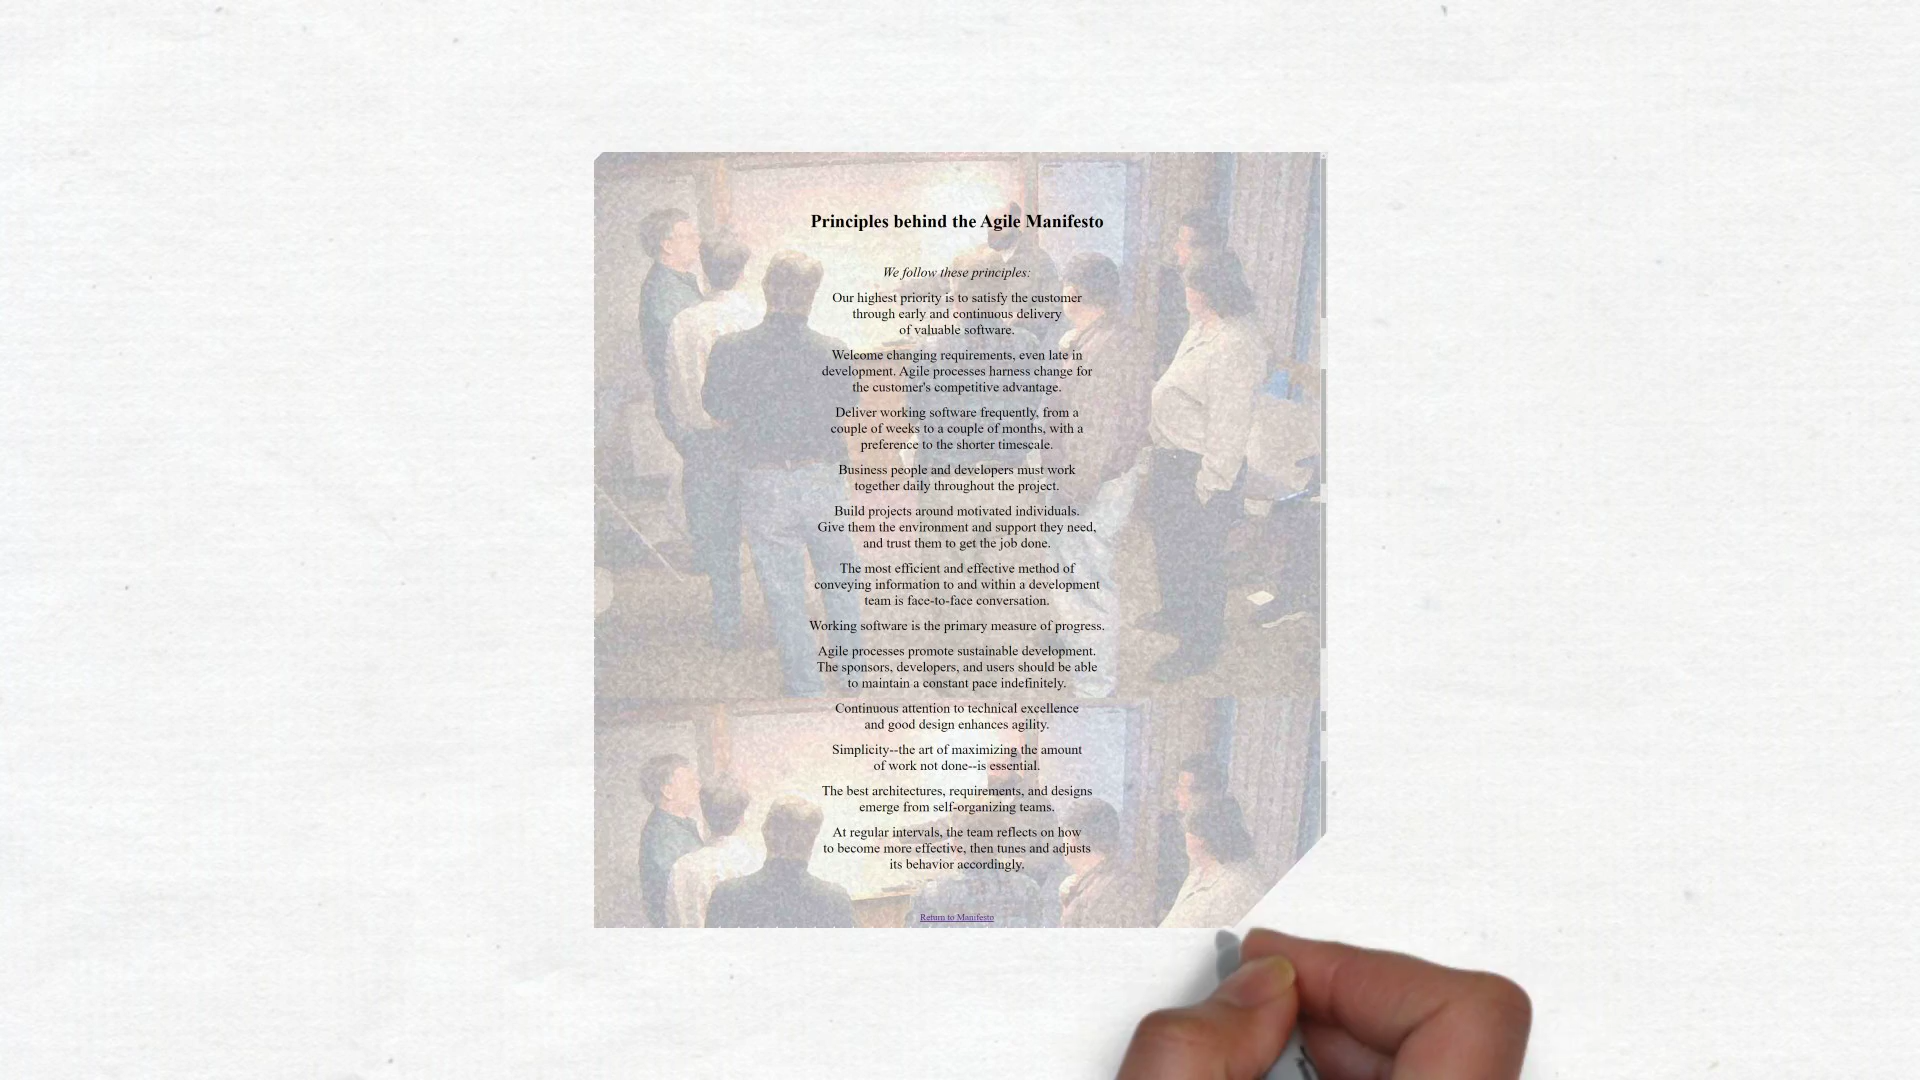 Principles behind the Agile Manifesto
We follow these principles:
Our highest priority is to satisfy the customer
through early and continuous delivery
of valuable software.
Welcome changing requirements, even late in
development. Agile processes harness change for
the customer's competitive advantage.
Deliver working software frequently, from a
couple of weeks to a couple of months, with a
preference to the shorter timescale.
Business people and developers must work
together daily throughout the project.
Build projects around motivated individuals.
Give them the environment and support they need,
and trust them to get the job done.
The most efficient and effective method of
conveying information to and within a development
team is face-to-face conversation.
Working software is the primary measure of progress.
Agile processes promote sustainable development.
The sponsors, developers, and users should be able
to maintain a constant pace indefinitely.
Continuous attention to technical excellence
and good design enhances agility.
Simplicity--the art of maximizing the amount
of work not done--is essential.
The best architectures, requirements, and designs
emerge from self-organizing teams.
At regular intervals, the team reflects on how
to become more effective, then tunes and adjusts
its behavior accordingly.
Return to Manifesto